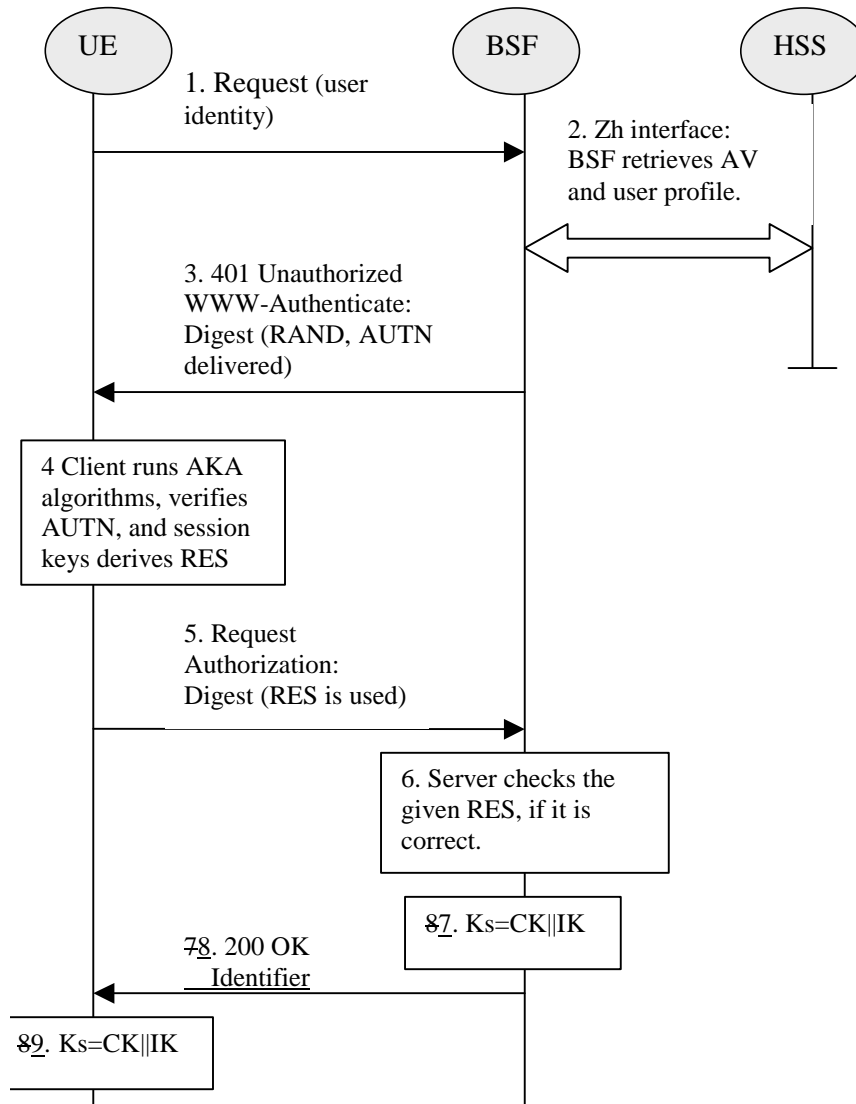 UE
BSF
HSS
1. Request (user
identity)
2. Zh interface:
BSF retrieves AV
and user profile.
3. 401 Unauthorized
WWW-Authenticate:
Digest (RAND, AUTN
delivered)
4 Client runs AKA
algorithms, verifies
AUTN, and session
keys derives RES
5. Request
Authorization:
Digest (RES is used)
6. Server checks the
given RES, if it is
correct.
87. Ks=CK||IK
78. 200 OK
Identifier
89. Ks=CK||IK